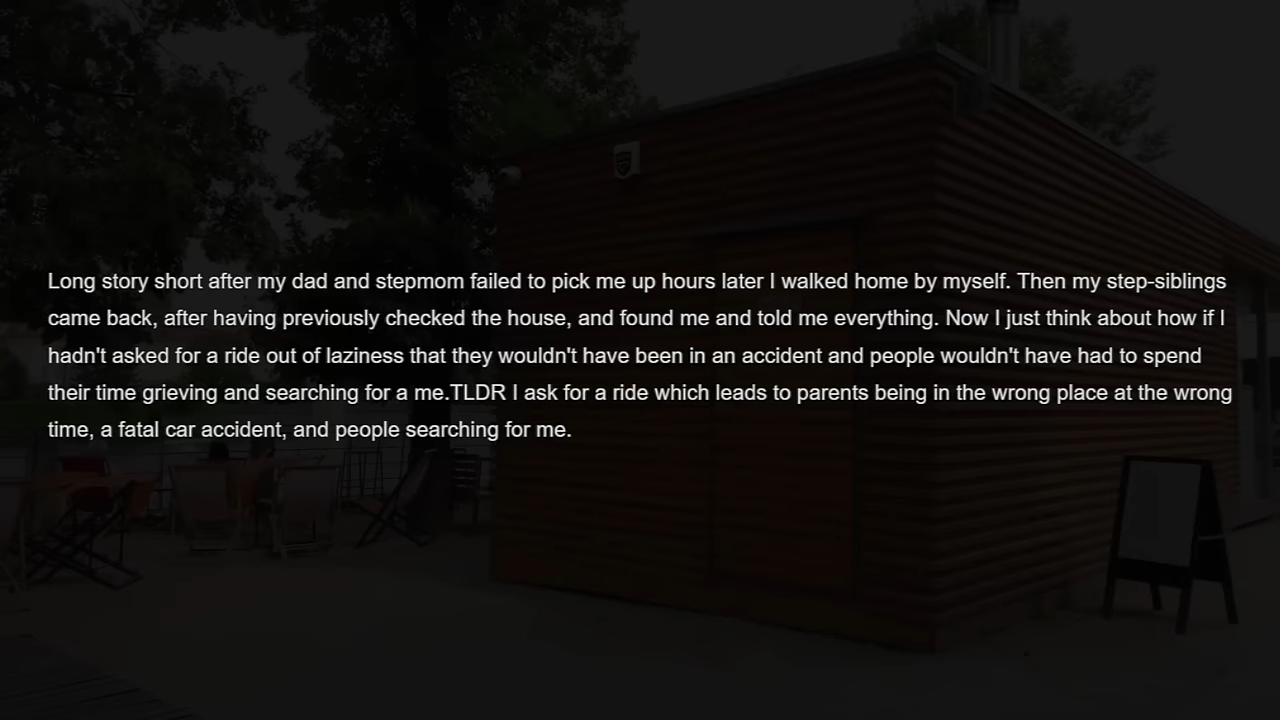 Long story short after my dad and stepmom failed to pick me up hours later I walked home by myself. Then my step-siblings
came back, after having previously checked the house, and found me and told me everything. Now I just think about how if I
hadn't asked for a ride out of laziness that they wouldn't have been in an accident and people wouldn't have had to spend
their time grieving and searching for a me.TLDR I ask for a ride which leads to parents being in the wrong place at the wrong
time, a fatal car accident, and people searching for me.